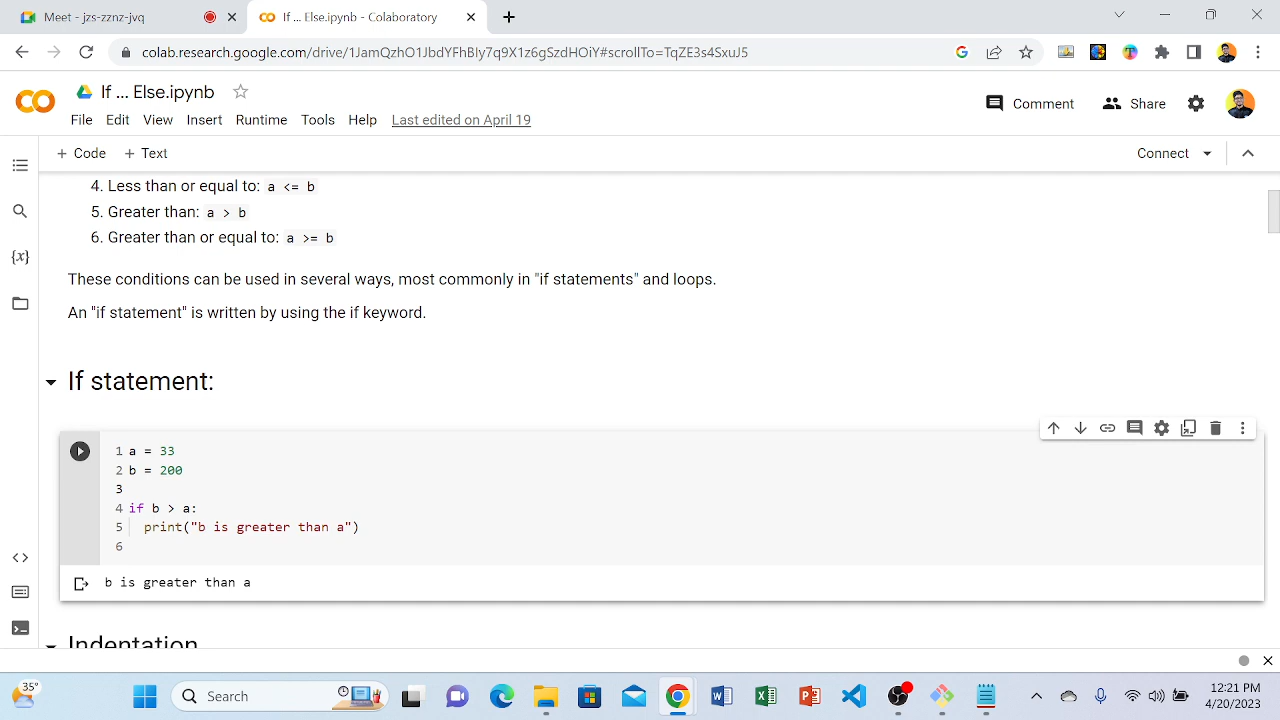 Meet - jzs-zznz-jvq
If ... Else.ipynb - Colaboratory
colab.research.google.com/drive/1JamQzhO1JbdYFhBIy7q9X1z6gSzdHOiY#scrollTo=TqZE3s4SxuJ5
If ... Else.ipynb
Comment
Share
File Edit View Insert Runtime Tools Help Last edited on April 19
+ Code + Text
Connect
4. Less than or equal to: a <= b
5. Greater than: a > b
6. Greater than or equal to: a >= b
These conditions can be used in several ways, most commonly in "if statements" and loops.
An "if statement" is written by using the if keyword.
If statement:
1 a = 33
2 b = 200
3
4 if b > a:
5 print("b is greater than a")
6
b is greater than a
Indentation
35°
Search
12:21 PM
4/20/2023